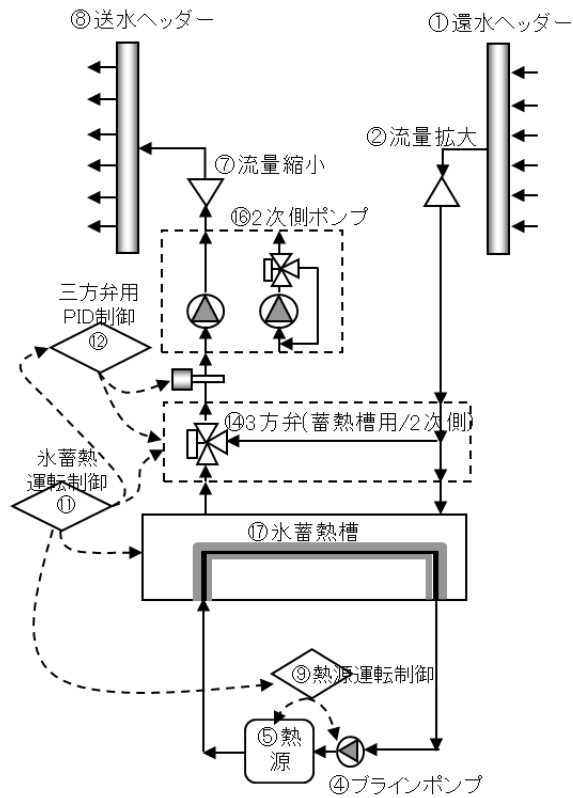 ⑧送水ヘッダー
①還水ヘッダー
②流量拡大
⑦流量縮小
⑯2次側ポンプ
三方弁用
PID制御
⑫
⑭3方弁(蓄熱槽用/2次側)
氷蓄熱
運転制御
⑪
⑰氷蓄熱槽
⑨熱源運転制御
⑤熱
源
④ブラインポンプ